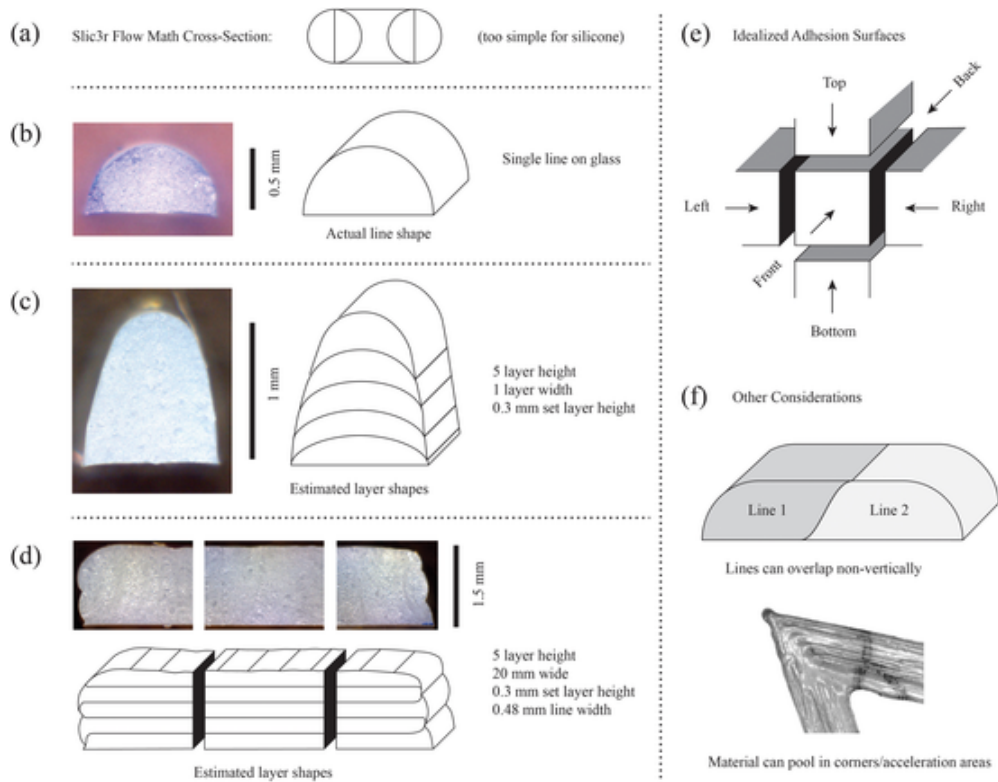 (a)
Slic3r Flow Math Cross-Section:
(too simple for silicone)
(b)
0.5 mm
Actual line shape
Single line on glass
(c)
1 mm
Estimated layer shapes
5 layer height
1 layer width
0.3 mm set layer height
(d)
1.5 mm
Estimated layer shapes
5 layer height
20 mm wide
0.3 mm set layer height
0.48 mm line width
(e)
Idealized Adhesion Surfaces
Top
Back
Left
Right
Front
Bottom
(f)
Other Considerations
Line 1
Line 2
Lines can overlap non-vertically
Material can pool in corners/acceleration areas